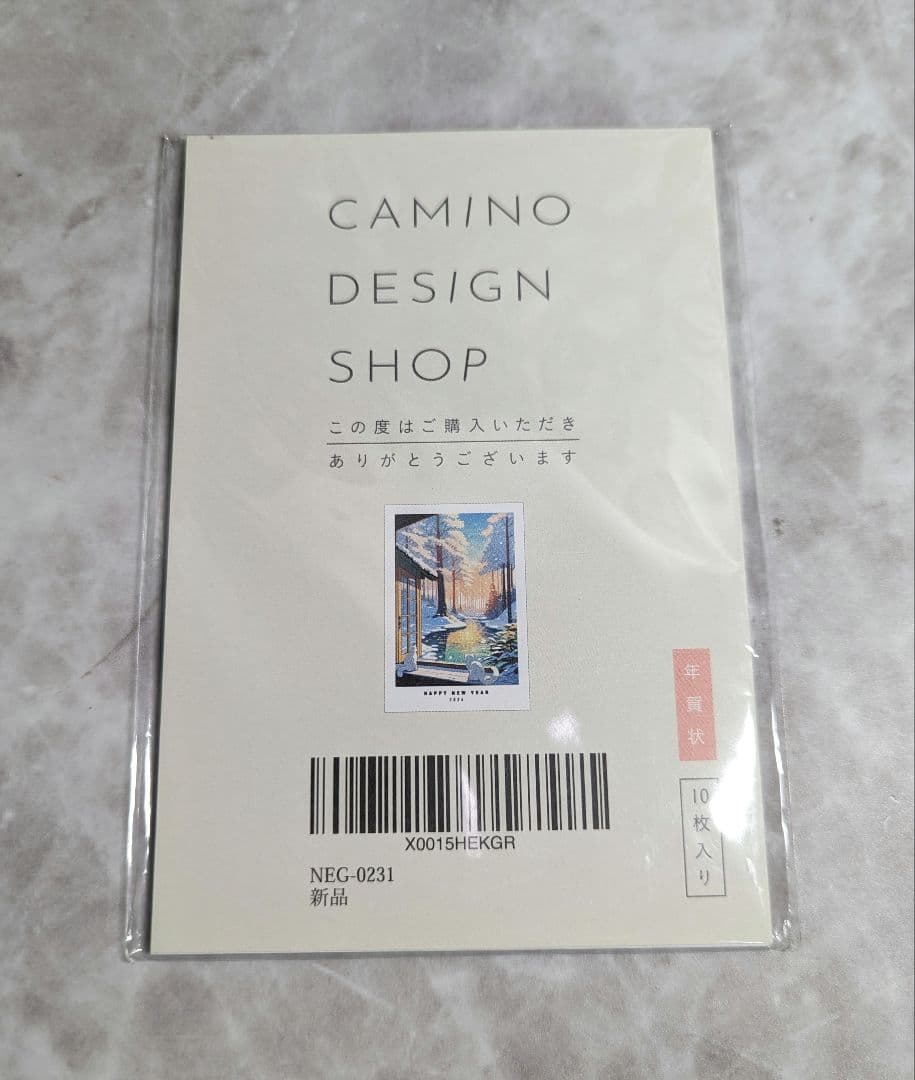 CAMINO
DESIGN
SHOP
この度はご購入いただき
ありがとうございます
HAPPY NEW YEAR
年賀状
10枚入り
X0015HEKGR
NEG-0231
新品